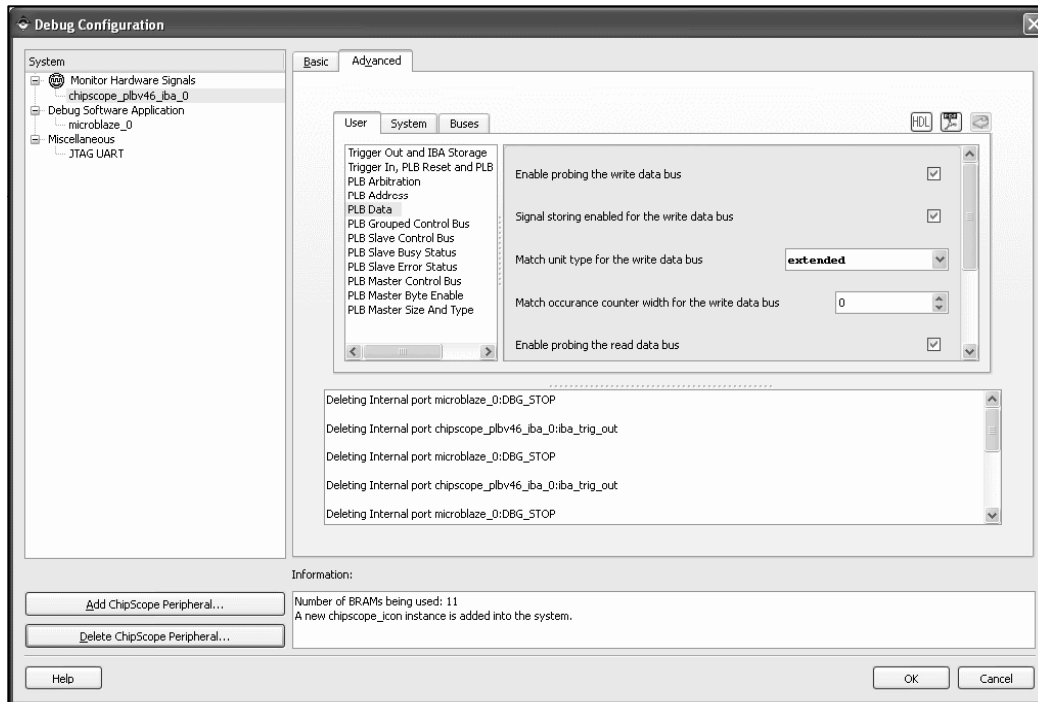 Debug Configuration
System
Monitor Hardware Signals
chipscope_plbv46_iba_0
Debug Software Application
microblaze_0
Miscellaneous
JTAG UART
Basic
Advanced
User
System
Buses
HDL
Trigger Out and IBA Storage
Trigger In, PLB Reset and PLB
PLB Arbitration
PLB Address
PLB Data
PLB Grouped Control Bus
PLB Slave Control Bus
PLB Slave Busy Status
PLB Slave Error Status
PLB Master Control Bus
PLB Master Byte Enable
PLB Master Size And Type
Enable probing the write data bus
Signal storing enabled for the write data bus
Match unit type for the write data bus
extended
Match occurance counter width for the write data bus
0
Enable probing the read data bus
Deleting Internal port microblaze_0:DBG_STOP
Deleting Internal port chipscope_plbv46_iba_0:iba_trig_out
Deleting Internal port microblaze_0:DBG_STOP
Deleting Internal port chipscope_plbv46_iba_0:iba_trig_out
Deleting Internal port microblaze_0:DBG_STOP
Information:
Number of BRAMs being used: 11
A new chipscope_icon instance is added into the system.
Add ChipScope Peripheral...
Delete ChipScope Peripheral...
Help
OK
Cancel